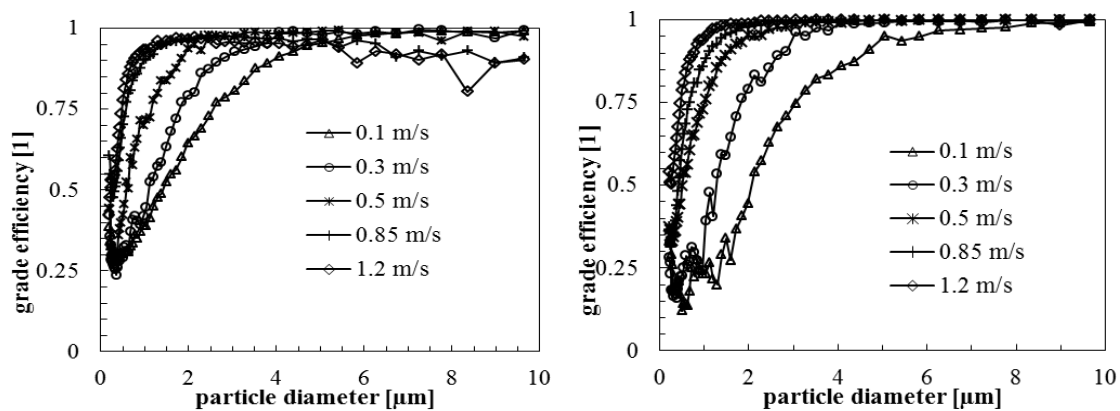 grade efficiency [1]
1
0.75
0.5
0.25
0
0.1 m/s
0.3 m/s
0.5 m/s
0.85 m/s
1.2 m/s
0 2 4 6 8 10
particle diameter [µm]
grade efficiency [1]
1
0.75
0.5
0.25
0
0.1 m/s
0.3 m/s
0.5 m/s
0.85 m/s
1.2 m/s
0 2 4 6 8 10
particle diameter [µm]